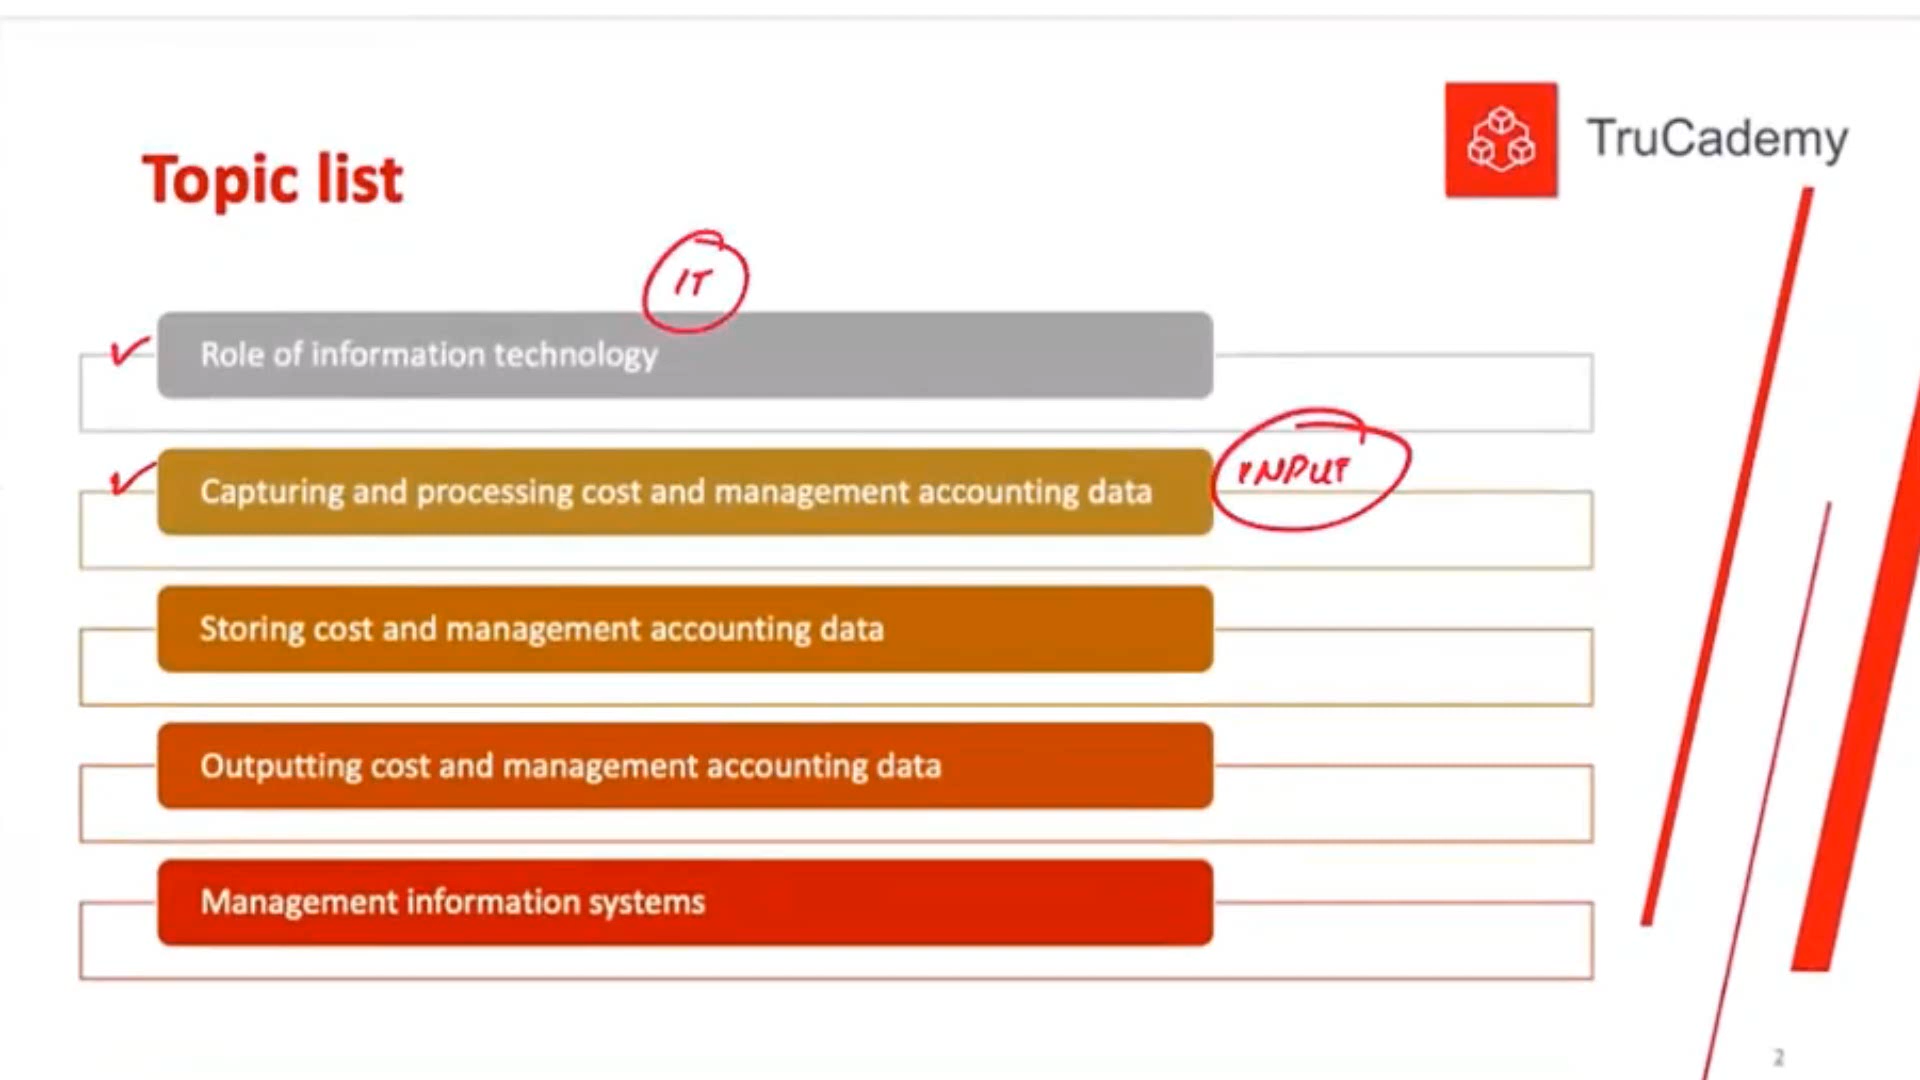 TruCademy
Topic list
IT
Role of information technology
INPUT
Capturing and processing cost and management accounting data
Storing cost and management accounting data
Outputting cost and management accounting data
Management information systems
2